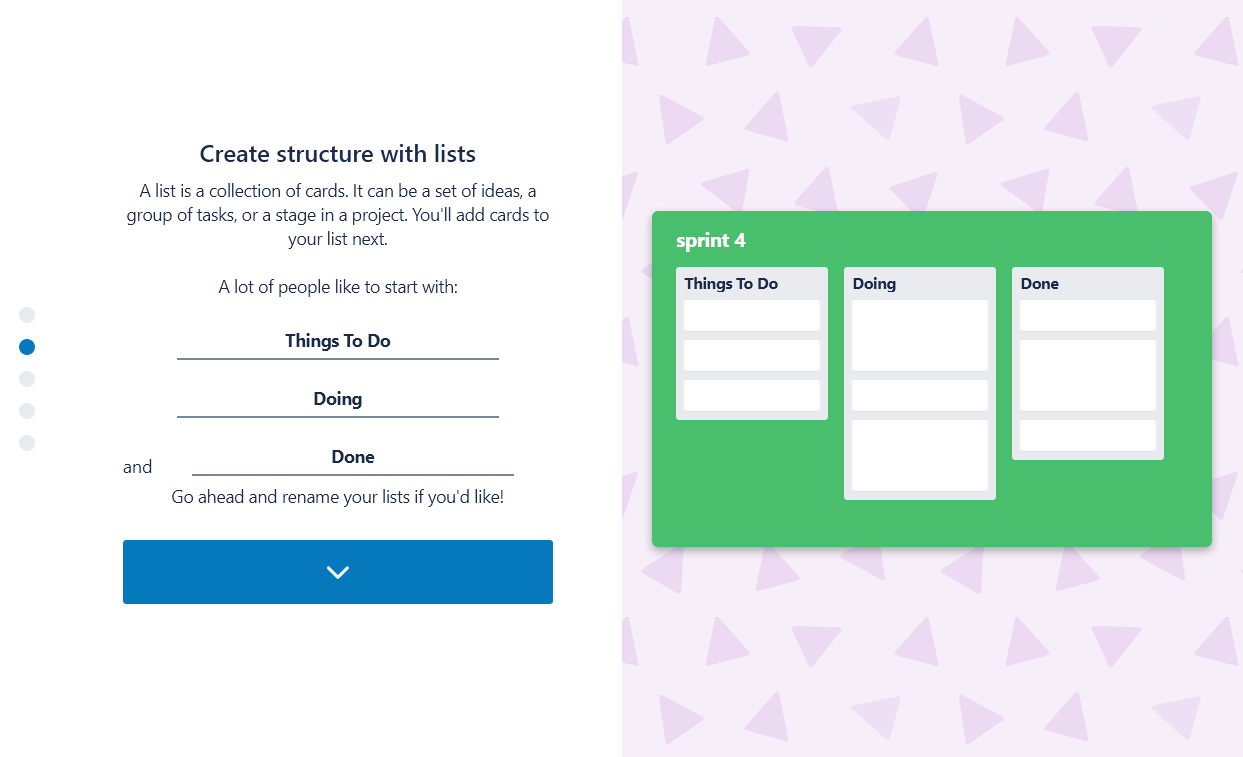 Create structure with lists
A list is a collection of cards. It can be a set of ideas, a
group of tasks, or a stage in a project. You'll add cards to
your list next.
A lot of people like to start with:
Things To Do
Doing
and Done
Go ahead and rename your lists if you'd like!
sprint 4
Things To Do Doing Done